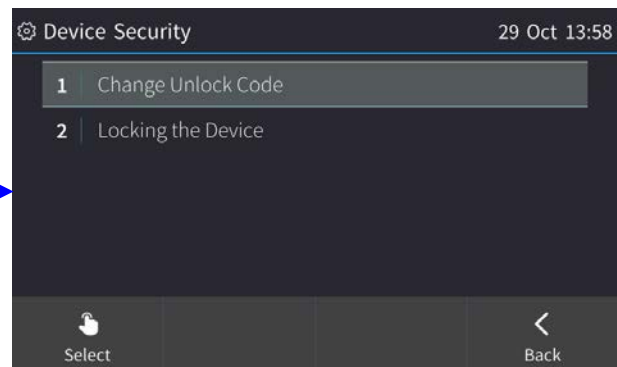 Device Security 29 Oct 13:58
1 Change Unlock Code
2 Locking the Device
Select Back